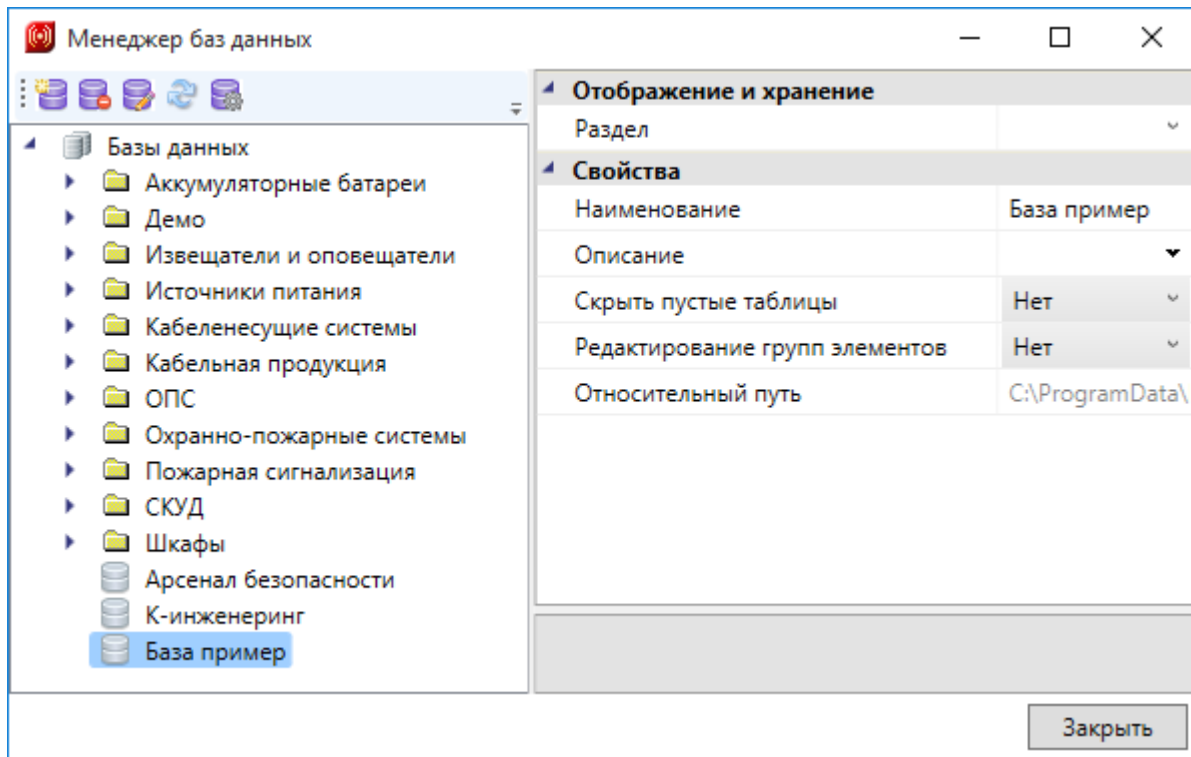 Менеджер баз данных
Базы данных
Аккумуляторные батареи
Демо
Извещатели и оповещатели
Источники питания
Кабеленесущие системы
Кабельная продукция
ОПС
Охранно-пожарные системы
Пожарная сигнализация
СКУД
Шкафы
Арсенал безопасности
К-инженеринг
База пример
Отображение и хранение
Раздел
Свойства
Наименование База пример
Описание
Скрыть пустые таблицы Нет
Редактирование групп элементов Нет
Относительный путь C:\ProgramData\
Закрыть